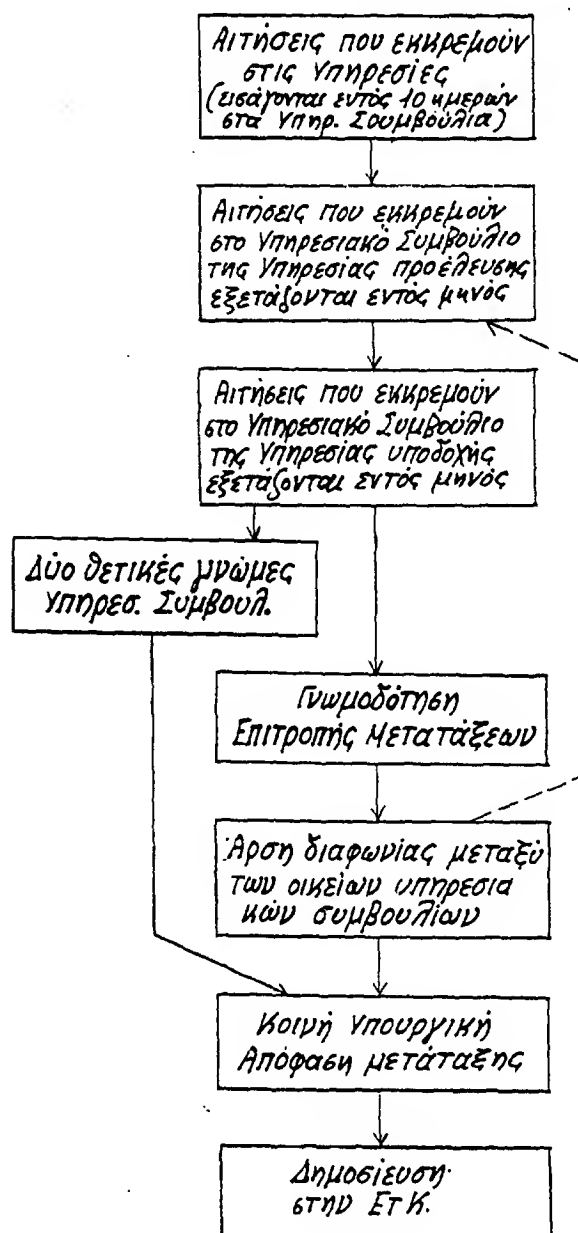 Αιτήσεις που εκκρεμούν
στις Υπηρεσίες
(εισάγονται εντός 10 ημερών
στα Υπηρ. Σουμβούλια)
Αιτήσεις που εκκρεμούν
στο Υπηρεσιακό Συμβούλιο
της Υπηρεσίας προέλευσης
εξετάζονται εντός μηνός
Αιτήσεις που εκκρεμούν
στο Υπηρεσιακό Συμβούλιο
της Υπηρεσίας υποδοχής
εξετάζονται εντός μηνός
Δύο θετικές γνώμες
Υπηρεσ. Συμβουλ.
Γνωμοδότηση
Επιτροπής Μετατάξεων
Άρση διαφωνίας μεταξύ
των οικείων υπηρεσια
κών συμβουλίων
Κοινή Υπουργική
Απόφαση μετάταξης
Δημοσίευση
στην ΕτΚ.